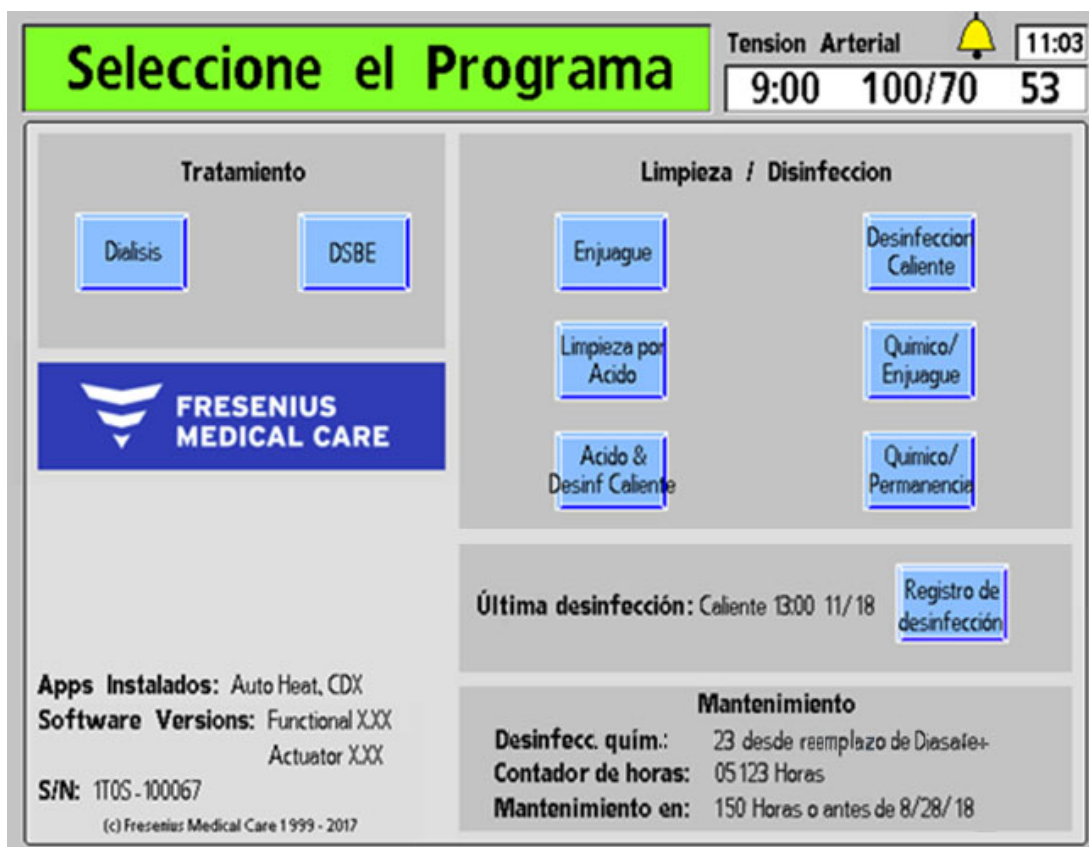 Seleccione el Programa
Tension Arterial
11:03
9:00 100/70 53
Tratamiento
Dialisis
DSBE
Limpieza / Disinfeccion
Enjuague
Desinfeccion
Caliente
Limpieza por
Acido
Quimico/
Enjuague
Acido &
Desinf Caliente
Quimico/
Permanencia
FRESENIUS
MEDICAL CARE
Última desinfección: Caliente 13:00 11/18
Registro de
desinfección
Apps Instalados: Auto Heat, CDX
Software Versions: Functional X.XX
Actuator X.XX
S/N: 1T0S-100067
(c) Fresenius Medical Care 1999 - 2017
Mantenimiento
Desinfecc. quím.: 23 desde reemplazo de Diasafe+
Contador de horas: 05123 Horas
Mantenimiento en: 150 Horas o antes de 8/28/18